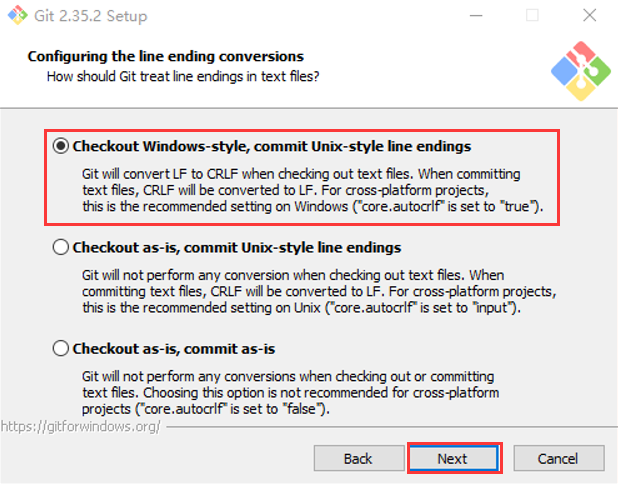 Git 2.35.2 Setup
Configuring the line ending conversions
How should Git treat line endings in text files?
Checkout Windows-style, commit Unix-style line endings
Git will convert LF to CRLF when checking out text files. When committing
text files, CRLF will be converted to LF. For cross-platform projects,
this is the recommended setting on Windows ("core.autocrlf" is set to "true").
Checkout as-is, commit Unix-style line endings
Git will not perform any conversion when checking out text files. When
committing text files, CRLF will be converted to LF. For cross-platform projects,
this is the recommended setting on Unix ("core.autocrlf" is set to "input").
Checkout as-is, commit as-is
Git will not perform any conversions when checking out or committing
text files. Choosing this option is not recommended for cross-platform
projects ("core.autocrlf" is set to "false").
https://gitforwindows.org/
Back Next Cancel